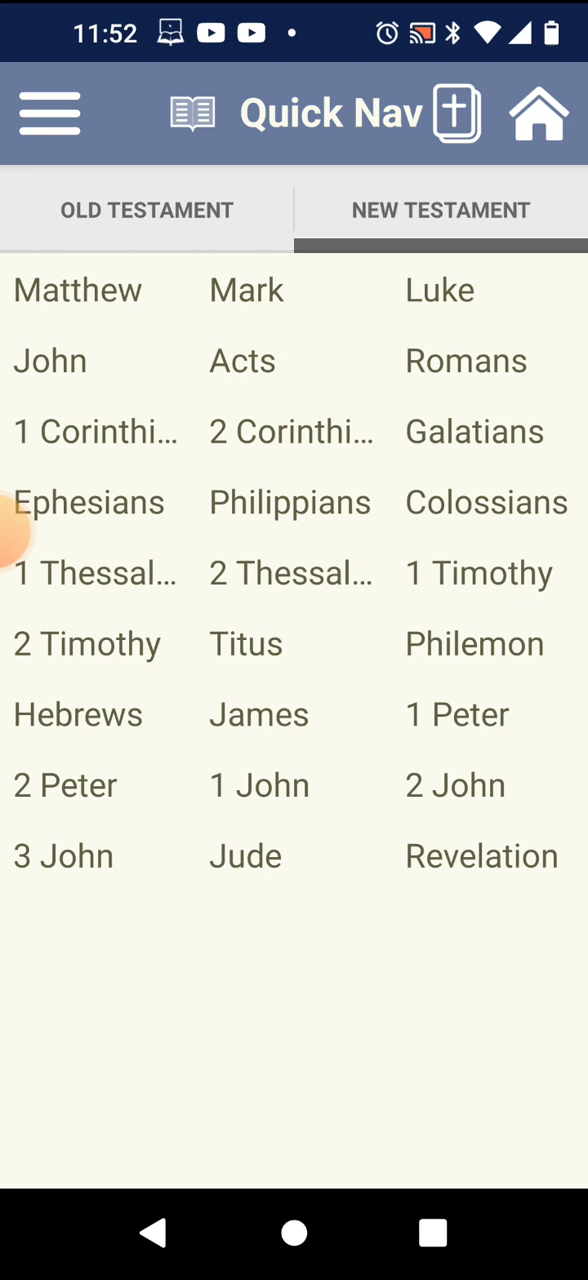 11:52
Quick Nav
OLD TESTAMENT NEW TESTAMENT
Matthew Mark Luke
John Acts Romans
1 Corinthi... 2 Corinthi... Galatians
Ephesians Philippians Colossians
1 Thessal... 2 Thessal... 1 Timothy
2 Timothy Titus Philemon
Hebrews James 1 Peter
2 Peter 1 John 2 John
3 John Jude Revelation